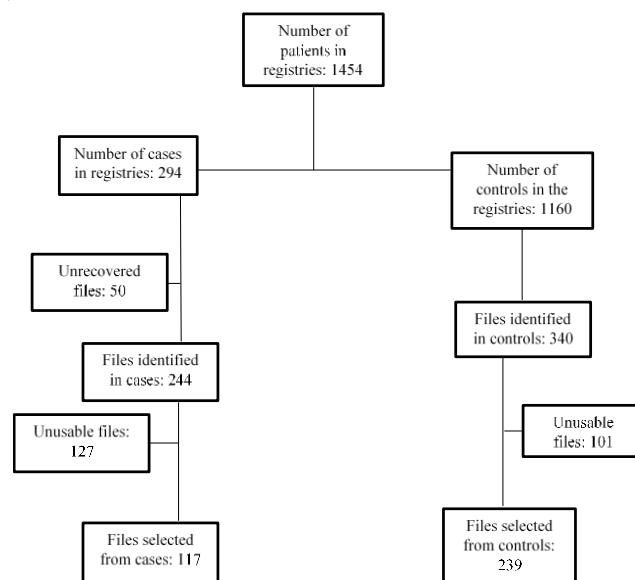 Number of
patients in
registries: 1454
Number of cases
in registries: 294
Number of
controls in the
registries: 1160
Unrecovered
files: 50
Files identified
in controls: 340
Files identified
in cases: 244
Unusable files:
127
Unusable
files: 101
Files selected
from cases: 117
Files selected
from controls:
239